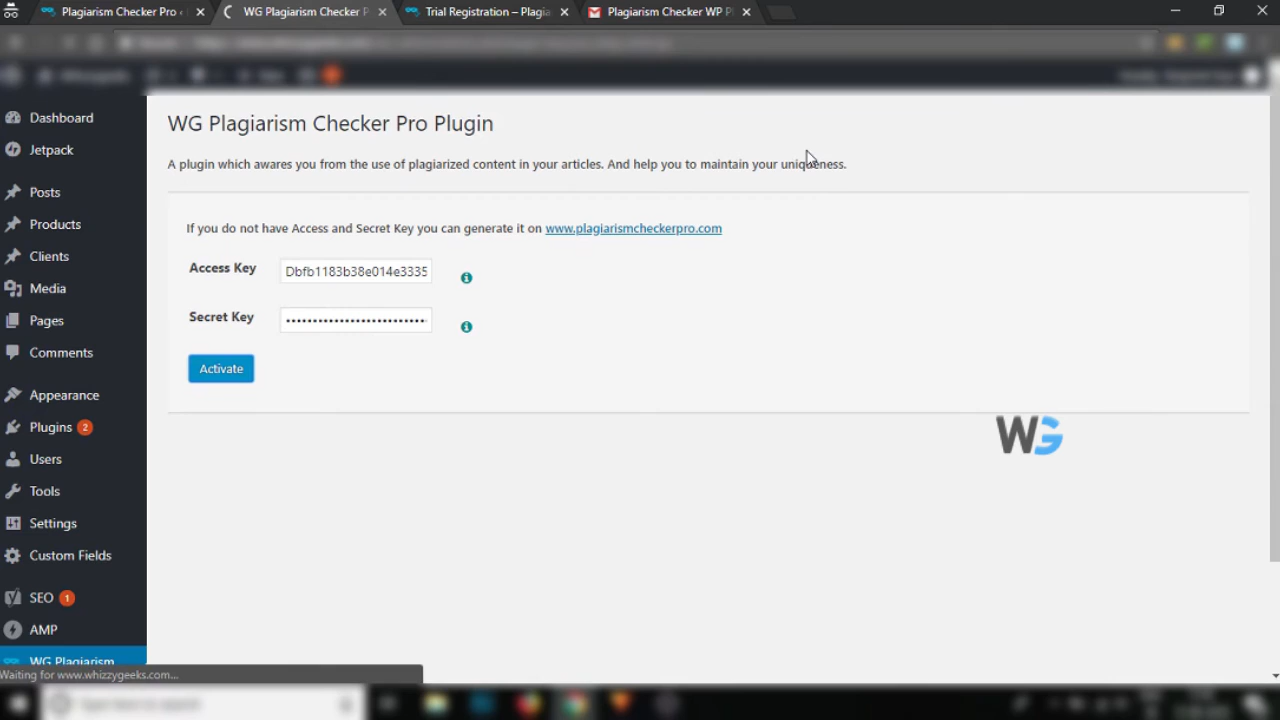 Plagiarism Checker Pro
WG Plagiarism Checker P
Trial Registration – Plagia
Plagiarism Checker WP P
Dashboard
Jetpack
Posts
Products
Clients
Media
Pages
Comments
Appearance
Plugins 2
Users
Tools
Settings
Custom Fields
SEO 1
AMP
WG Plagiarism
WG Plagiarism Checker Pro Plugin
A plugin which awares you from the use of plagiarized content in your articles. And help you to maintain your uniqueness.
If you do not have Access and Secret Key you can generate it on www.plagiarismcheckerpro.com
Access Key Dbfb1183b38e014e3335
Secret Key
Activate
WG
Waiting for www.whizzygeeks.com...